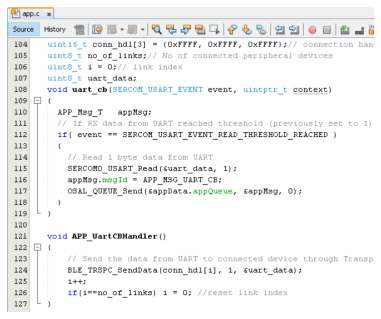 app.c
Source History
104 uint16_t conn_hdl[3] = {0xFFFF, 0xFFFF, 0xFFFF};// connection han
105 uint8_t no_of_links;// No of connected peripheral devices
106 uint8_t i = 0;// link index
107 uint8_t uart_data;
108 void uart_cb(SERCOM_USART_EVENT event, uintptr_t context)
109 {
110 APP_Msg_T appMsg;
111 // If RX data from UART reached threshold (previously set to 1)
112 if( event == SERCOM_USART_EVENT_READ_THRESHOLD_REACHED )
113 {
114 // Read 1 byte data from UART
115 SERCOM0_USART_Read(&uart_data, 1);
116 appMsg.msgId = APP_MSG_UART_CB;
117 OSAL_QUEUE_Send(&appData.appQueue, &appMsg, 0);
118 }
119 }
120
121 void APP_UartCBHandler()
122 {
123 // Send the data from UART to connected device through Transp
124 BLE_TRSPC_SendData(conn_hdl[i], 1, &uart_data);
125 i++;
126 if(i==no_of_links) i = 0; //reset link index
127 }